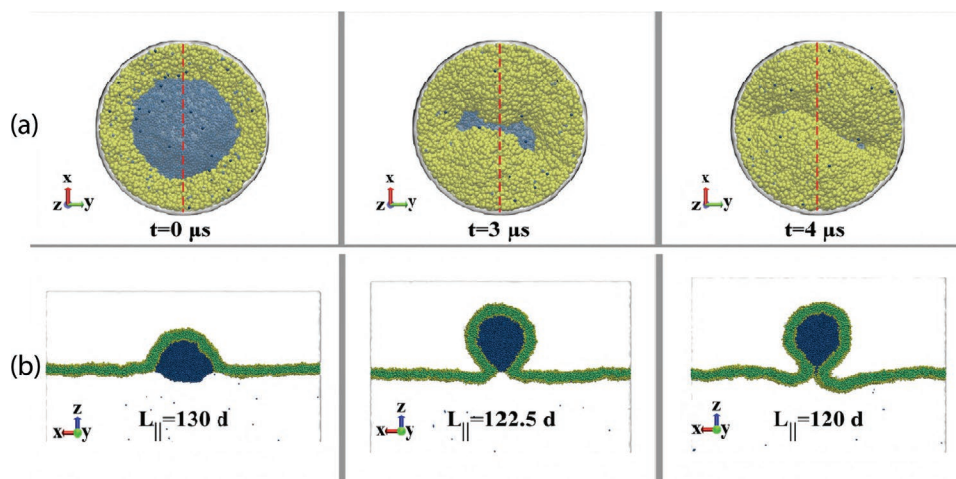 (a)
x
z y
t=0 μs
x
z y
t=3 μs
x
z y
t=4 μs
(b)
z
x y
L||=130 d
z
x y
L||=122.5 d
z
x y
L||=120 d